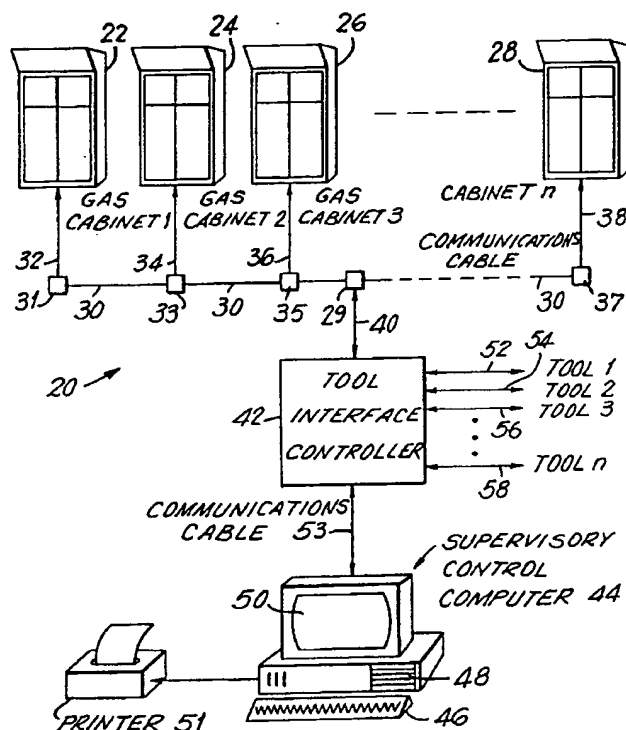 22
24
26
28
GAS CABINET 1
GAS CABINET 2
GAS CABINET 3
CABINET n
32
34
36
38
COMMUNICATIONS CABLE
31
30
33
30
35
29
30
37
40
20
42
TOOL INTERFACE CONTROLLER
52
54
TOOL 1
TOOL 2
TOOL 3
56
TOOL n
58
COMMUNICATIONS CABLE 53
SUPERVISORY CONTROL COMPUTER 44
50
48
46
PRINTER 51